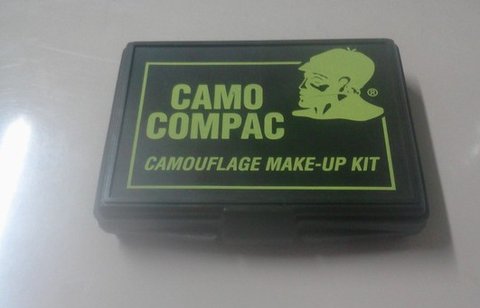 CAMO
COMPAC
®
CAMOUFLAGE MAKE-UP KIT